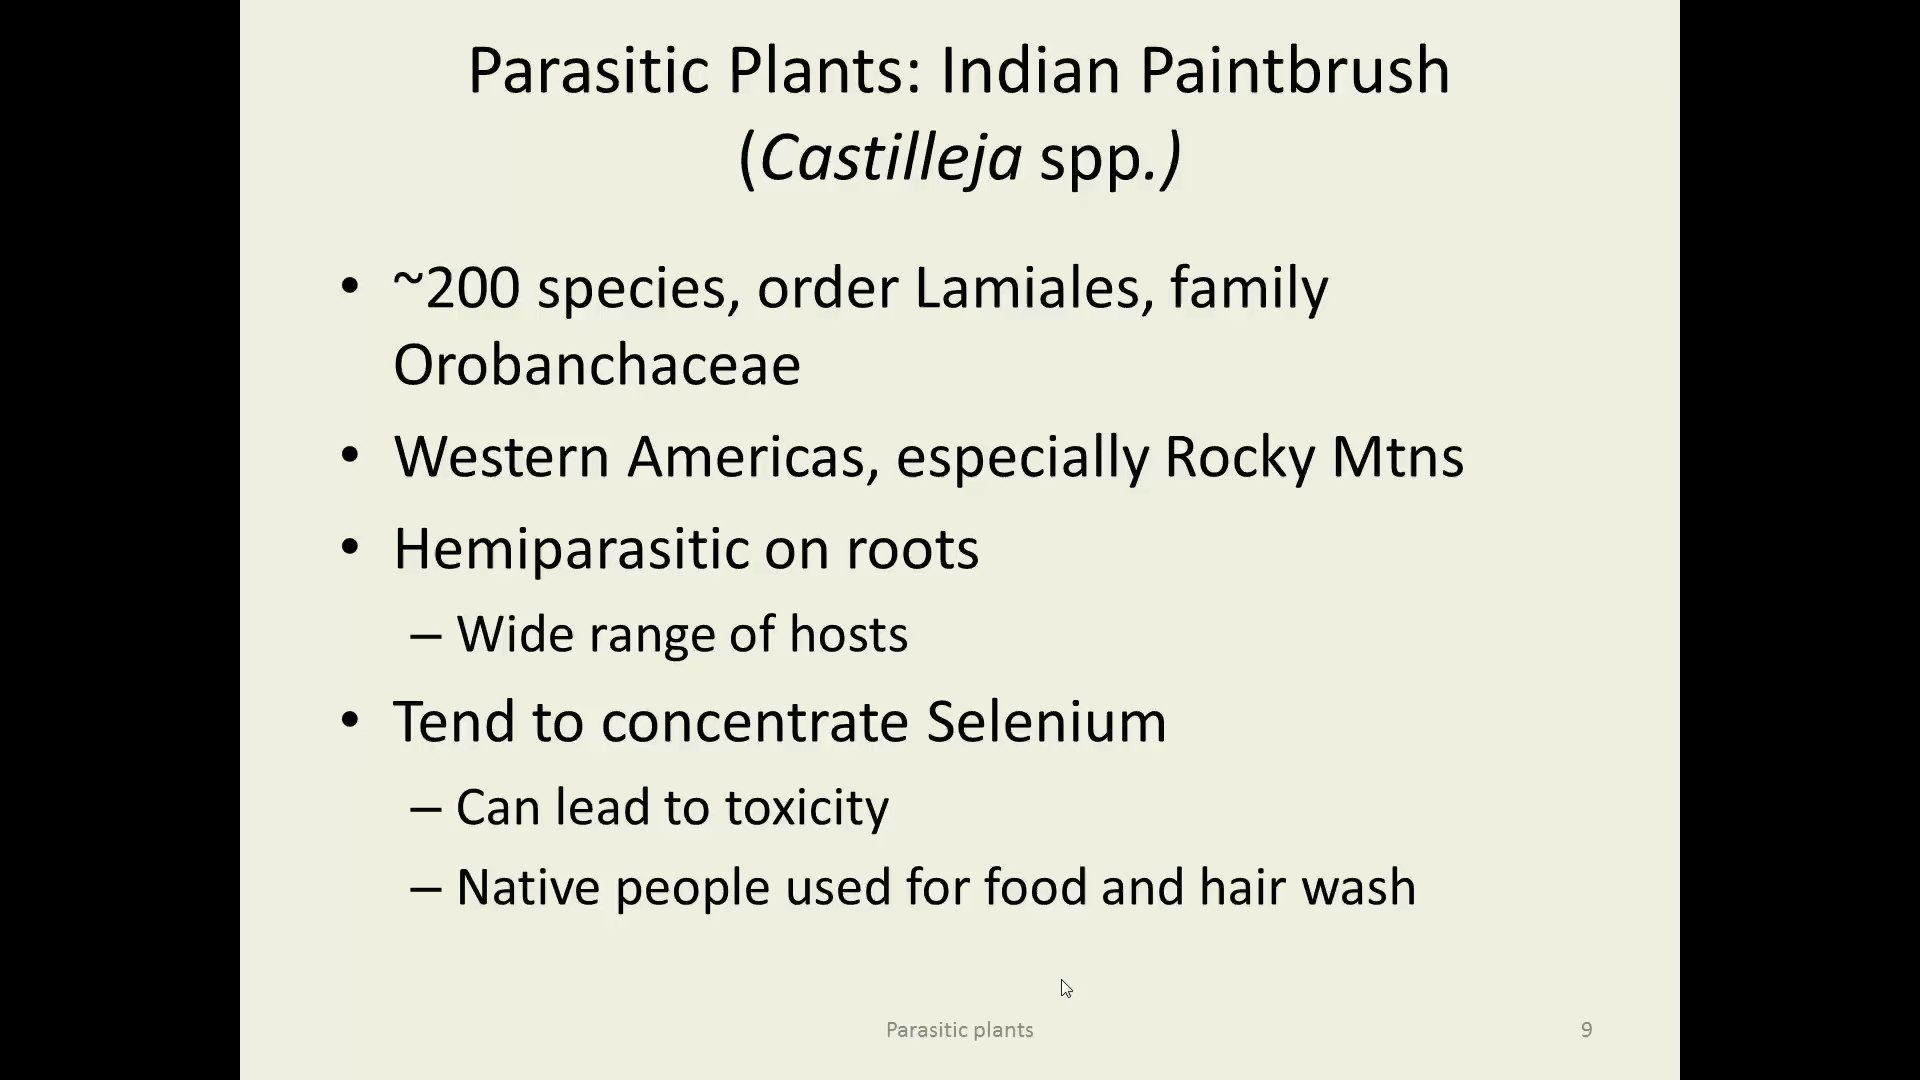 Parasitic Plants: Indian Paintbrush
(Castilleja spp.)
• ~200 species, order Lamiales, family
Orobanchaceae
• Western Americas, especially Rocky Mtns
• Hemiparasitic on roots
– Wide range of hosts
• Tend to concentrate Selenium
– Can lead to toxicity
– Native people used for food and hair wash
Parasitic plants
9